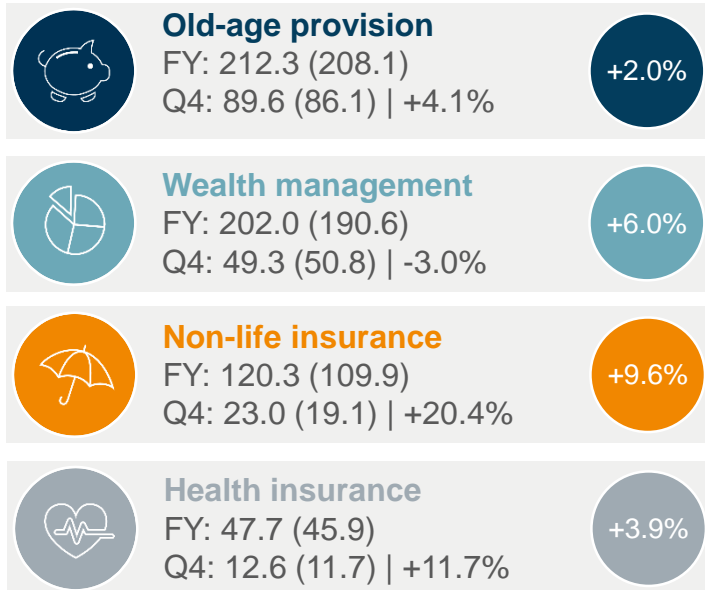 Old-age provision
FY: 212.3 (208.1)
Q4: 89.6 (86.1) | +4.1%
+2.0%
Wealth management
FY: 202.0 (190.6)
Q4: 49.3 (50.8) | -3.0%
+6.0%
Non-life insurance
FY: 120.3 (109.9)
Q4: 23.0 (19.1) | +20.4%
+9.6%
Health insurance
FY: 47.7 (45.9)
Q4: 12.6 (11.7) | +11.7%
+3.9%